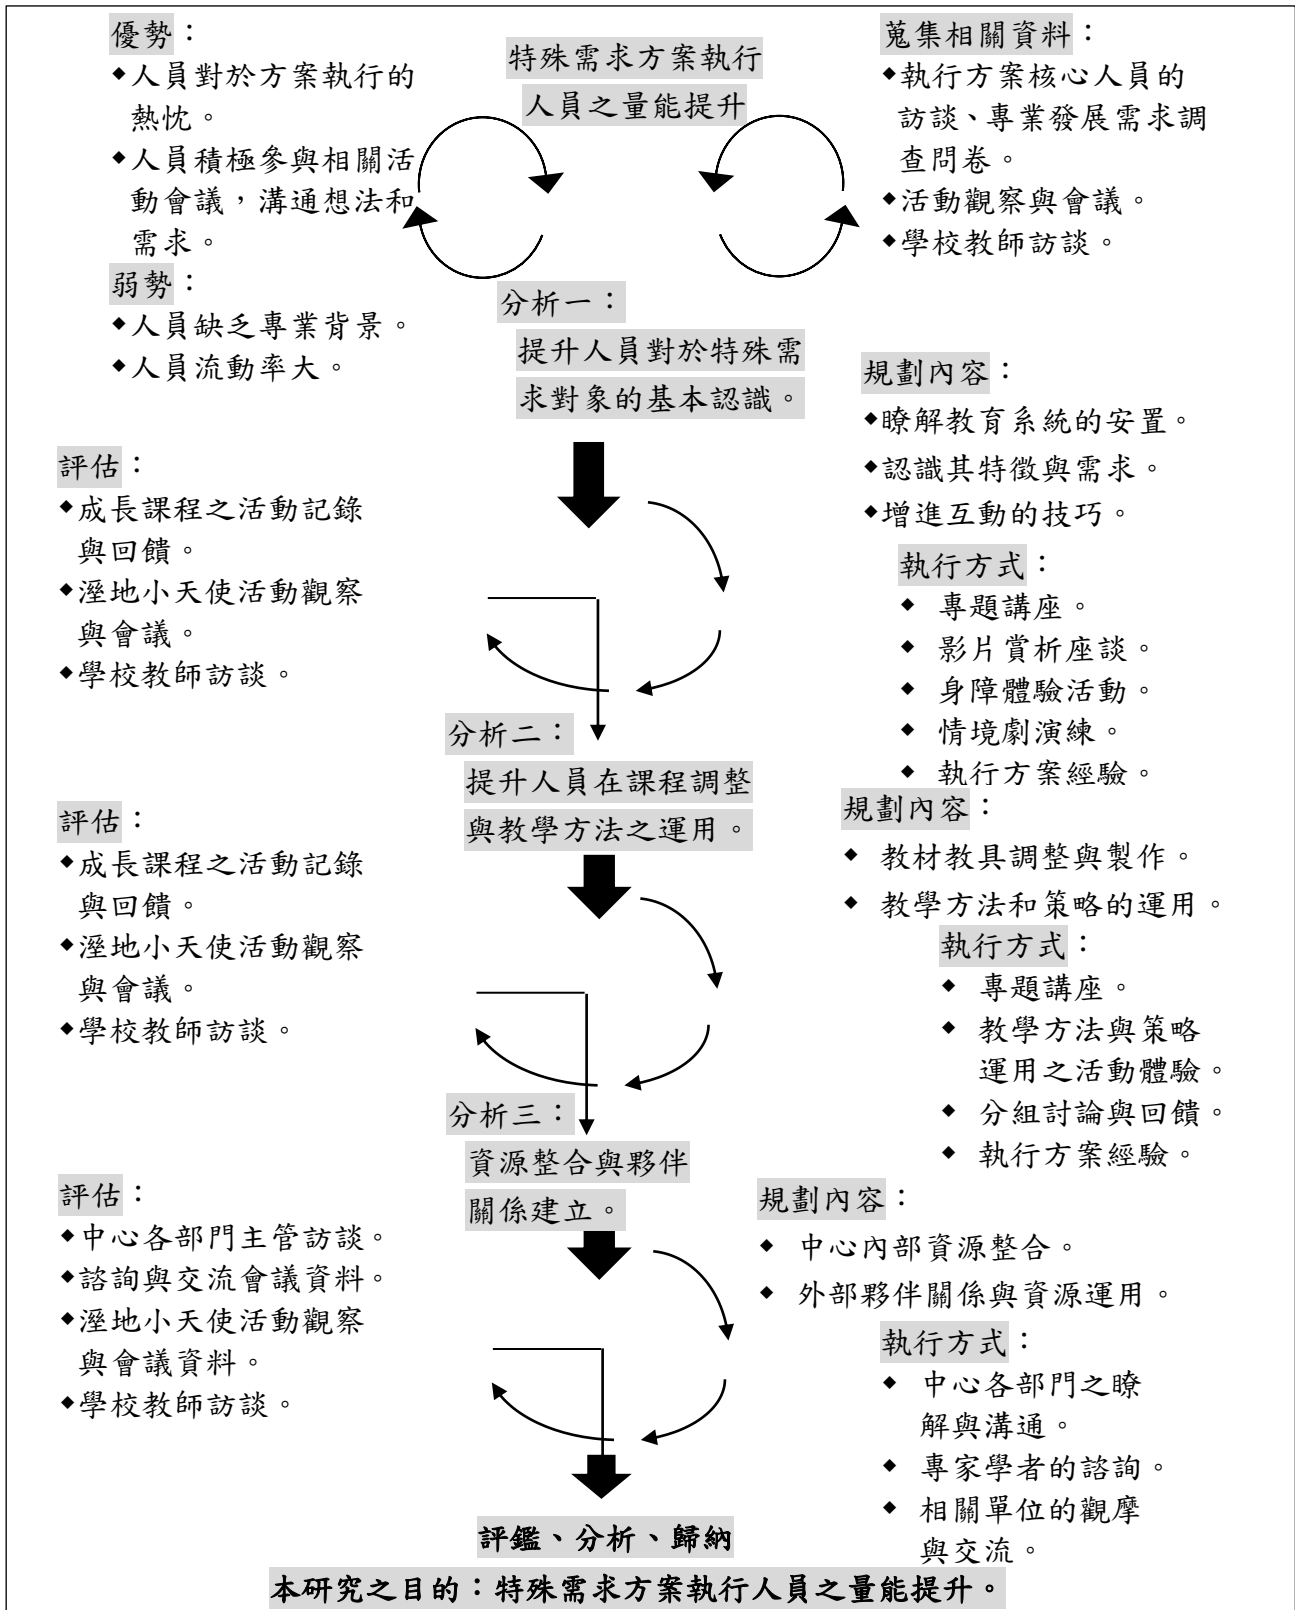 優勢：
◆人員對於方案執行的
熱忱。
◆人員積極參與相關活
動會議，溝通想法和
需求。
弱勢：
◆人員缺乏專業背景。
◆人員流動率大。
特殊需求方案執行
人員之量能提升
蒐集相關資料：
◆執行方案核心人員的
訪談、專業發展需求調
查問卷。
◆活動觀察與會議。
◆學校教師訪談。
分析一：
提升人員對於特殊需
求對象的基本認識。
規劃內容：
◆瞭解教育系統的安置。
◆認識其特徵與需求。
◆增進互動的技巧。
執行方式：
◆ 專題講座。
◆ 影片賞析座談。
◆ 身障體驗活動。
◆ 情境劇演練。
◆ 執行方案經驗。
評估：
◆成長課程之活動記錄
與回饋。
◆溼地小天使活動觀察
與會議。
◆學校教師訪談。
分析二：
提升人員在課程調整
與教學方法之運用。
規劃內容：
◆ 教材教具調整與製作。
◆ 教學方法和策略的運用。
執行方式：
◆ 專題講座。
◆ 教學方法與策略
運用之活動體驗。
◆ 分組討論與回饋。
◆ 執行方案經驗。
評估：
◆成長課程之活動記錄
與回饋。
◆溼地小天使活動觀察
與會議。
◆學校教師訪談。
分析三：
資源整合與夥伴
關係建立。
規劃內容：
◆ 中心內部資源整合。
◆ 外部夥伴關係與資源運用。
執行方式：
◆ 中心各部門之瞭
解與溝通。
◆ 專家學者的諮詢。
◆ 相關單位的觀摩
與交流。
評估：
◆中心各部門主管訪談。
◆諮詢與交流會議資料。
◆溼地小天使活動觀察
與會議資料。
◆學校教師訪談。
評鑑、分析、歸納
本研究之目的：特殊需求方案執行人員之量能提升。